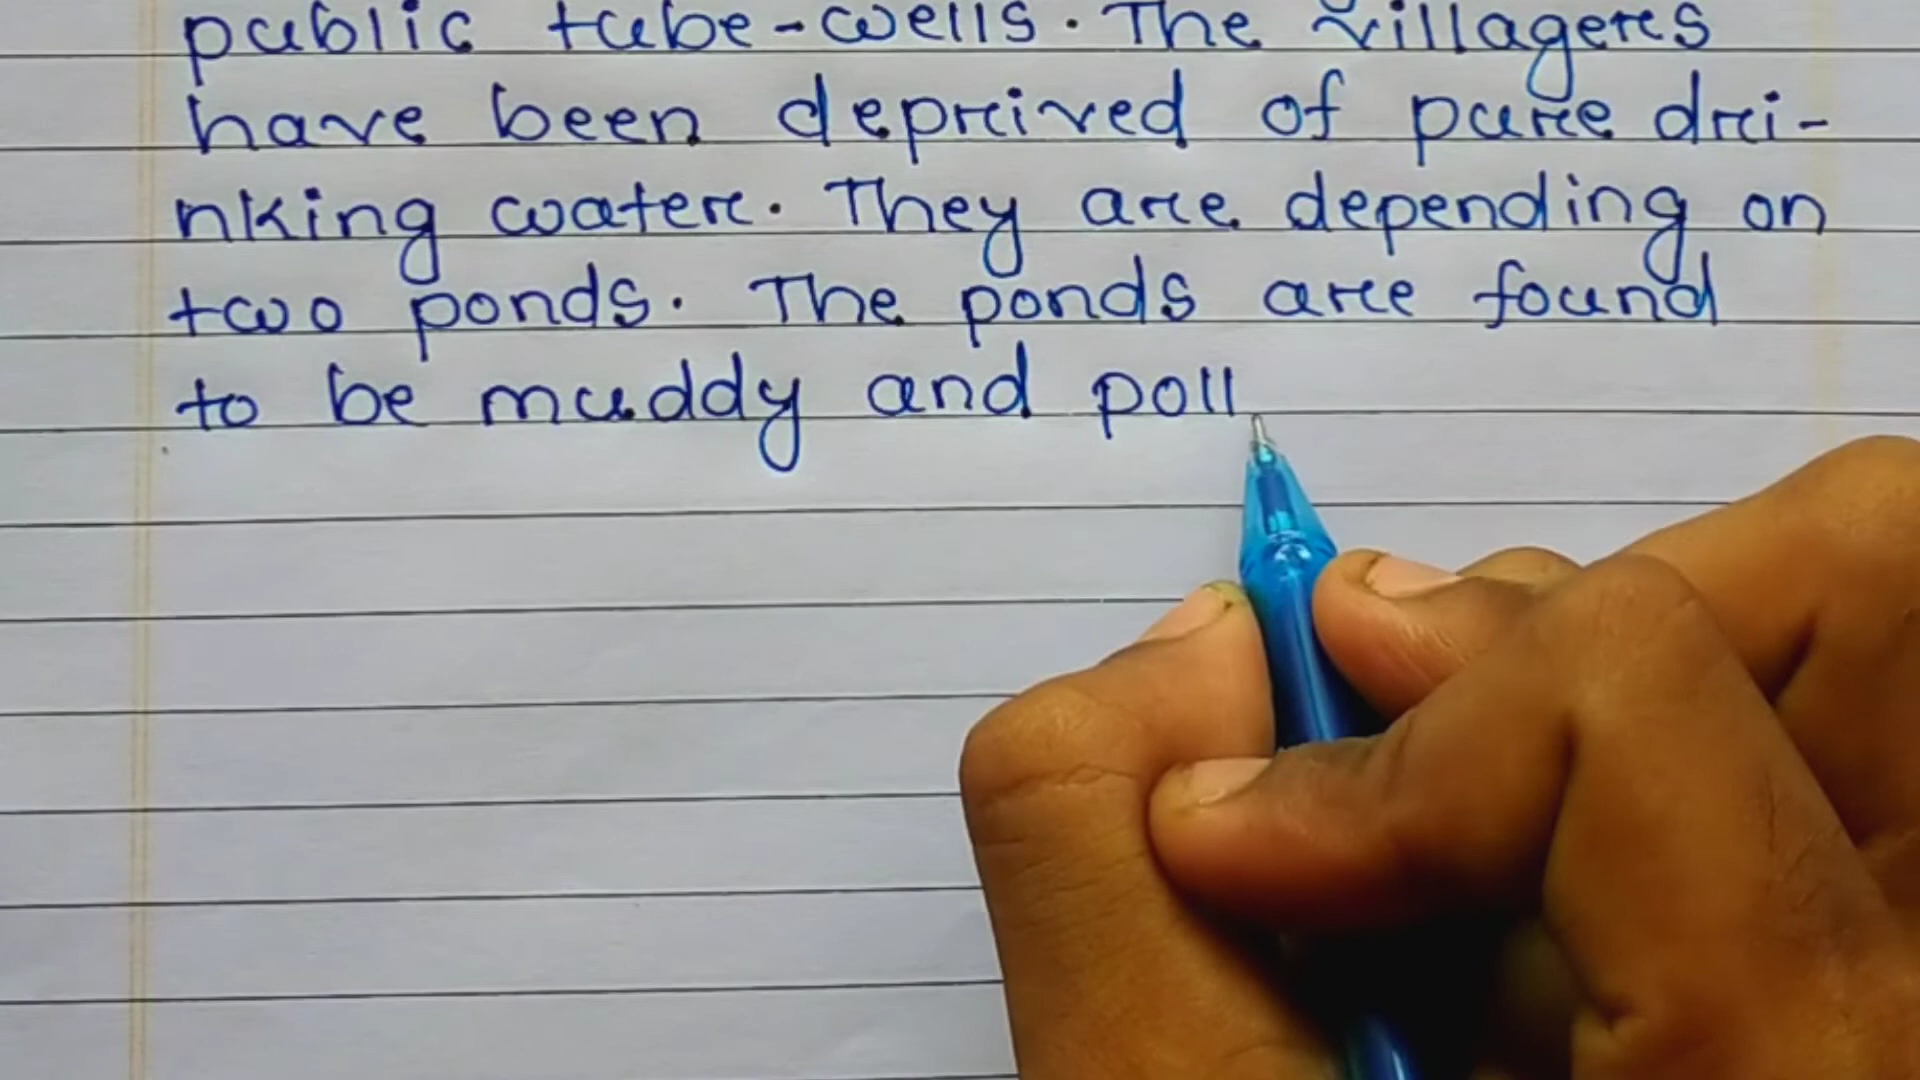 public tube-wells. The villagers
have been deprived of pure dri-
nking water. They are depending on
two ponds. The ponds are found
to be muddy and poll